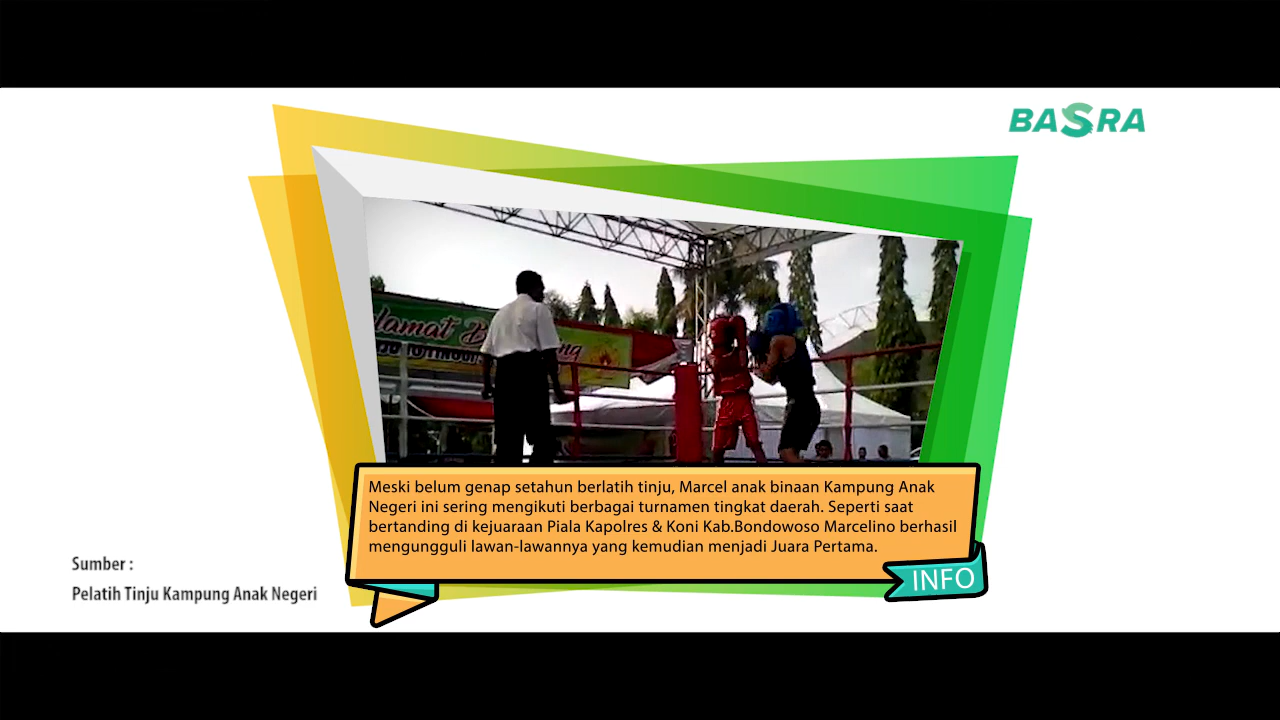 BASRA
Meski belum genap setahun berlatih tinju, Marcel anak binaan Kampung Anak
Negeri ini sering mengikuti berbagai turnamen tingkat daerah. Seperti saat
bertanding di kejuaraan Piala Kapolres & Koni Kab.Bondowoso Marcelino berhasil
mengungguli lawan-lawannya yang kemudian menjadi Juara Pertama.
INFO
Sumber :
Pelatih Tinju Kampung Anak Negeri